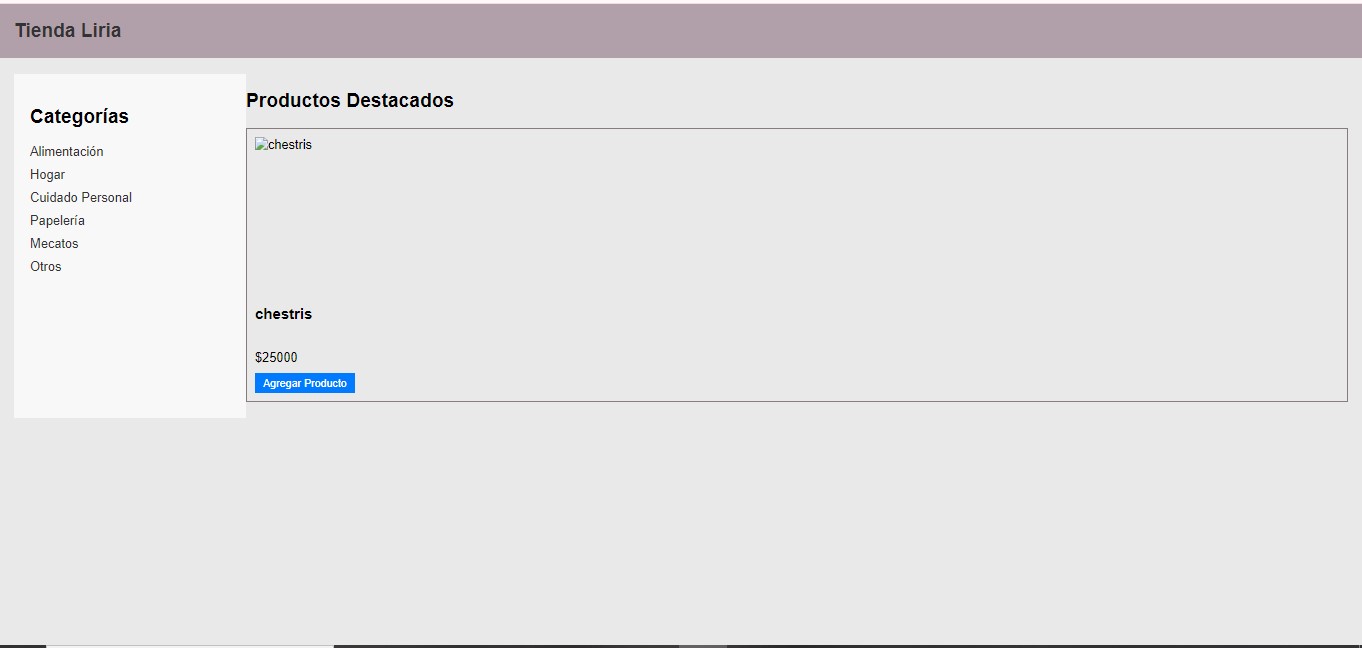 Tienda Liria
Categorías
Alimentación
Hogar
Cuidado Personal
Papelería
Mecatos
Otros
Productos Destacados
chestris
chestris
$25000
Agregar Producto